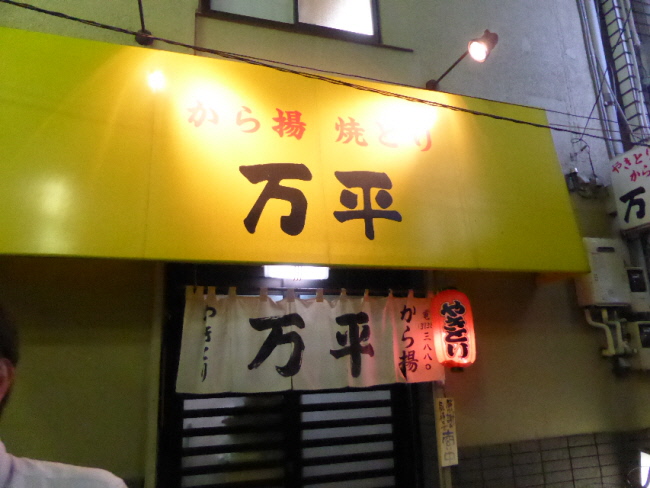 から揚 焼とり
万平
やきとり
から
万
やきとり
万平
から揚
やきとり